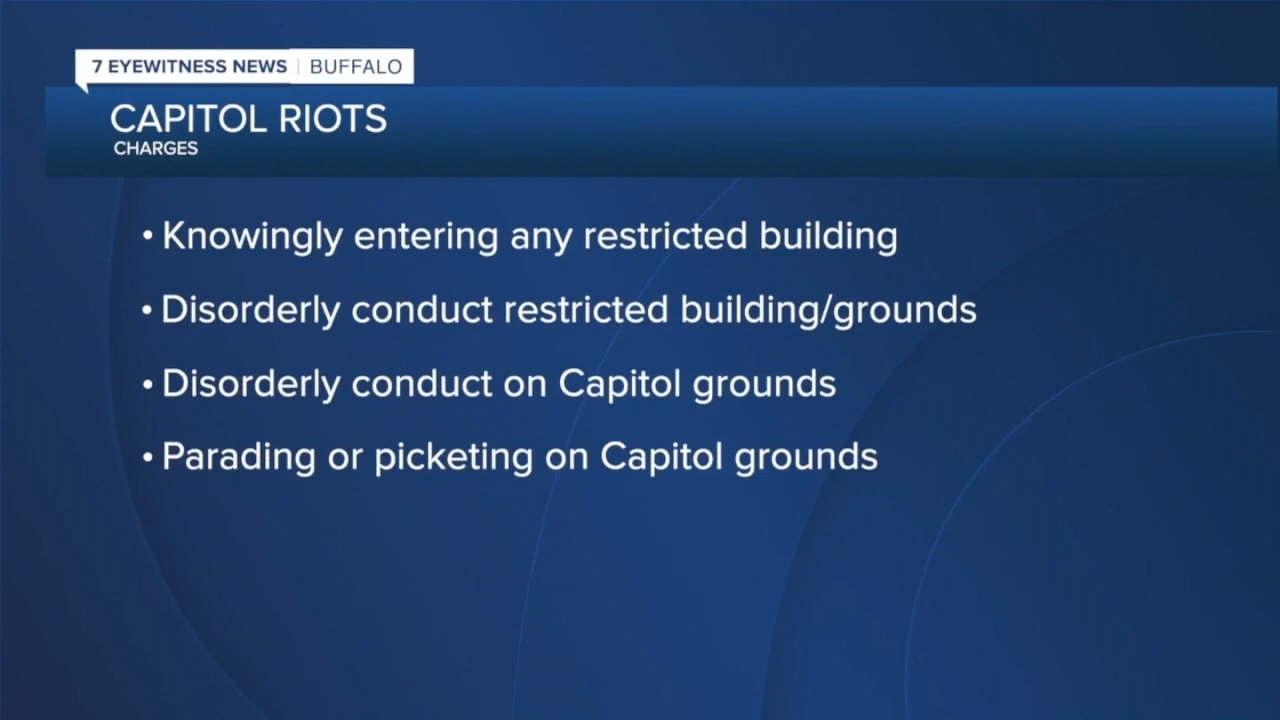 7 EYEWITNESS NEWS | BUFFALO
CAPITOL RIOTS
CHARGES
• Knowingly entering any restricted building
• Disorderly conduct restricted building/grounds
• Disorderly conduct on Capitol grounds
• Parading or picketing on Capitol grounds